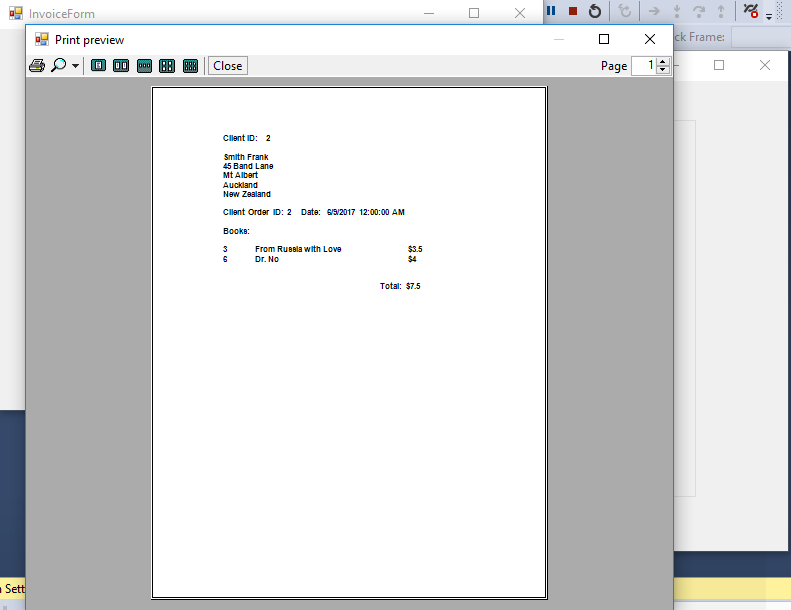 InvoiceForm
ck Frame:
Print preview
Close
Page 1
Client ID: 2
Smith Frank
45 Band Lane
Mt Albert
Auckland
New Zealand
Client Order ID: 2 Date: 6/9/2017 12:00:00 AM
Books:
3 From Russia with Love $3.5
6 Dr. No $4
Total: $7.5
n Sett